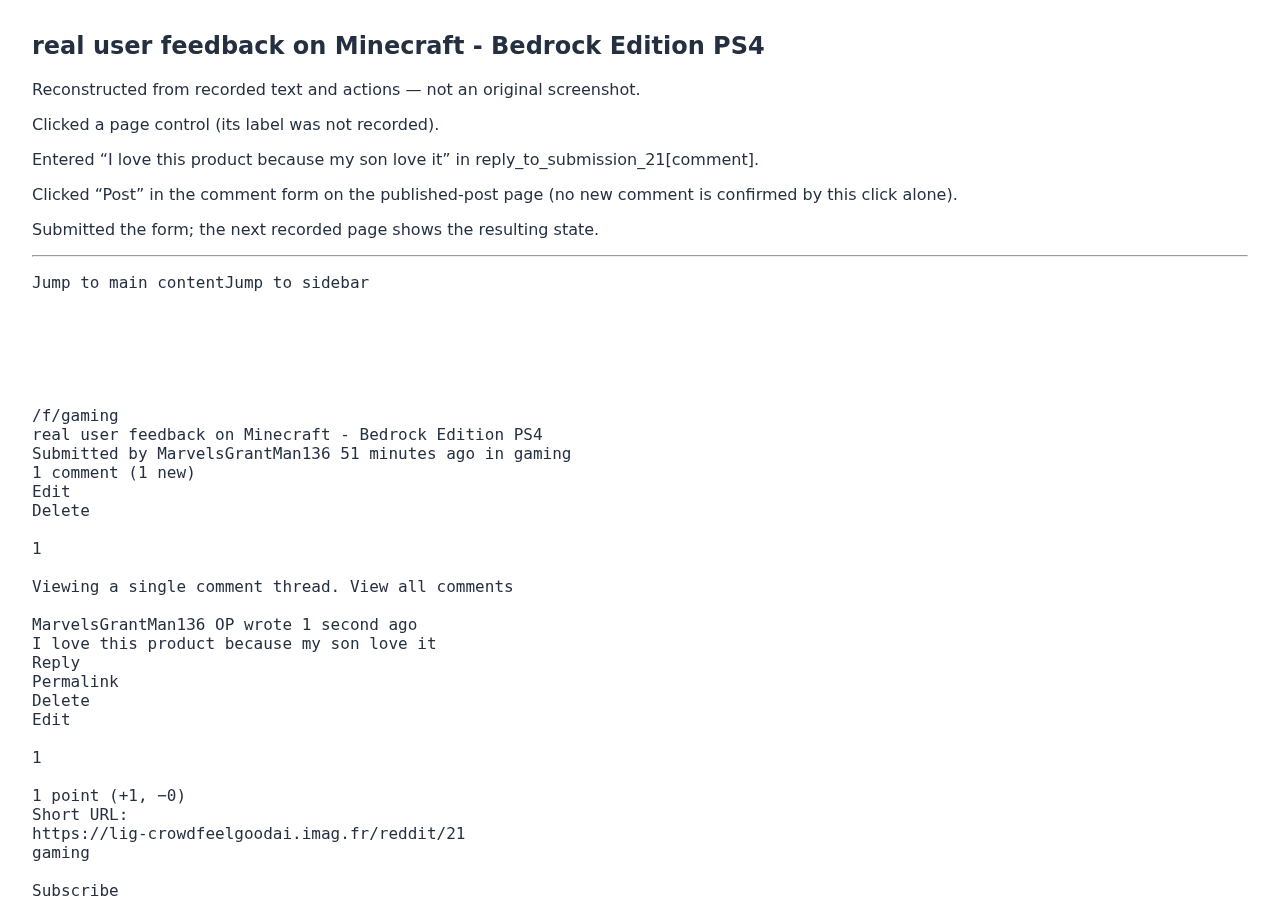 real user feedback on Minecraft - Bedrock Edition PS4
Reconstructed from recorded text and actions — not an original screenshot.
Clicked a page control (its label was not recorded).
Entered “I love this product because my son love it” in reply_to_submission_21[comment].
Clicked “Post” in the comment form on the published-post page (no new comment is confirmed by this click alone).
Submitted the form; the next recorded page shows the resulting state.
Jump to main contentJump to sidebar
/f/gaming
real user feedback on Minecraft - Bedrock Edition PS4
Submitted by MarvelsGrantMan136 51 minutes ago in gaming
1 comment (1 new)
Edit
Delete
1
Viewing a single comment thread. View all comments
MarvelsGrantMan136 OP wrote 1 second ago
I love this product because my son love it
Reply
Permalink
Delete
Edit
1
1 point (+1, −0)
Short URL:
https://lig-crowdfeelgoodai.imag.fr/reddit/21
gaming
Subscribe